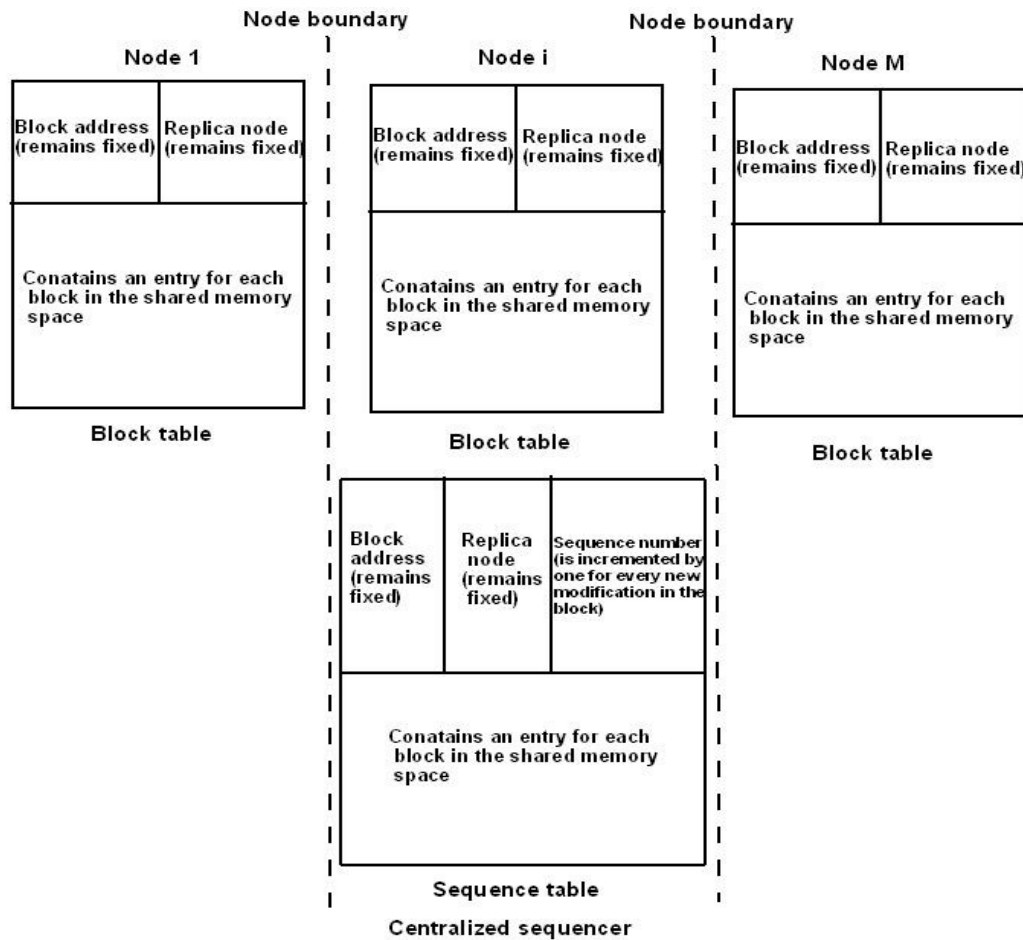 Node boundary
Node boundary
Node 1
Node i
Node M
Block address
(remains fixed)
Replica node
(remains fixed)
Block address
(remains fixed)
Replica node
(remains fixed)
Block address
(remains fixed)
Replica node
(remains fixed)
Conatains an entry for each
block in the shared memory
space
Conatains an entry for each
block in the shared memory
space
Conatains an entry for each
block in the shared memory
space
Block table
Block table
Block table
Block
address
(remains
fixed)
Replica
node
(remains
fixed)
Sequence number
(is incremented by
one for every new
modification in the
block)
Conatains an entry for each
block in the shared memory
space
Sequence table
Centralized sequencer